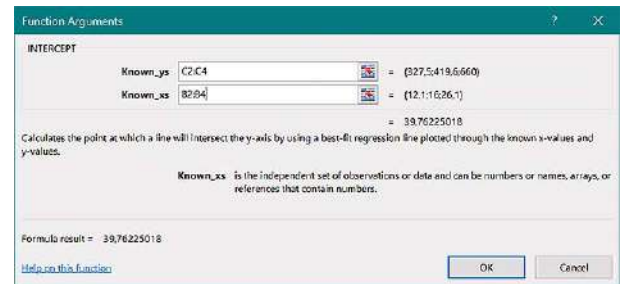 Function Arguments ? X
INTERCEPT
Known_ys C2:C4 = {327,5;419,6;660}
Known_xs B2:B4 = {12,1;16;26,1}
= 39,76225018
Calculates the point at which a line will intersect the y-axis by using a best-fit regression line plotted through the known x-values and
y-values.
Known_xs is the independent set of observations or data and can be numbers or names, arrays, or
references that contain numbers.
Formula result = 39,76225018
Help on this function OK Cancel